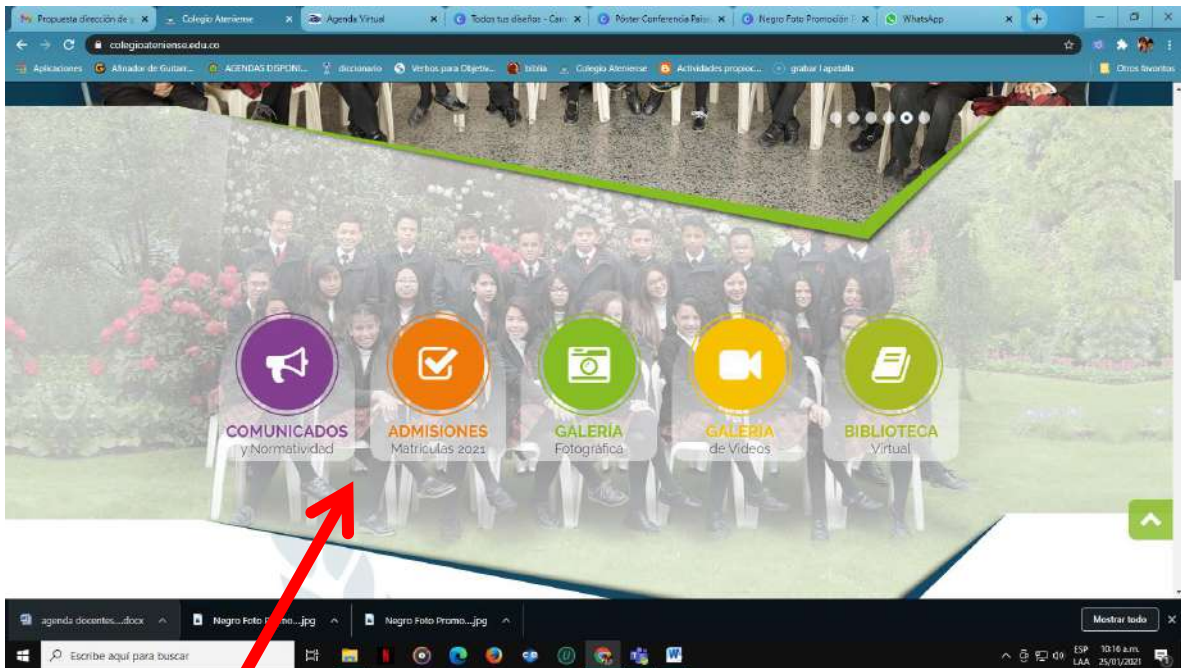 Propuesta dirección de g
Colegio Ateniense
Agenda Virtual
Todos tus diseños - Can
Póster Conferencia Pais
Negro Foto Promoción F
WhatsApp
colegioateniense.edu.co
Aplicaciones
Afinador de Guitarr...
AGENDAS DISPONI...
diccionario
Verbos para Objetiv...
biblia
Colegio Ateniense
Actividades propioc...
grabar lapatalla
Otros favoritos
COMUNICADOS
y Normatividad
ADMISIONES
Matrículas 2021
GALERÍA
Fotográfica
GALERÍA
de Videos
BIBLIOTECA
Virtual
agenda docentes....docx
Negro Foto Promo...jpg
Negro Foto Promo...jpg
Mostrar todo
Escribe aquí para buscar
ESP
LAA
10:16 a.m.
25/01/2021